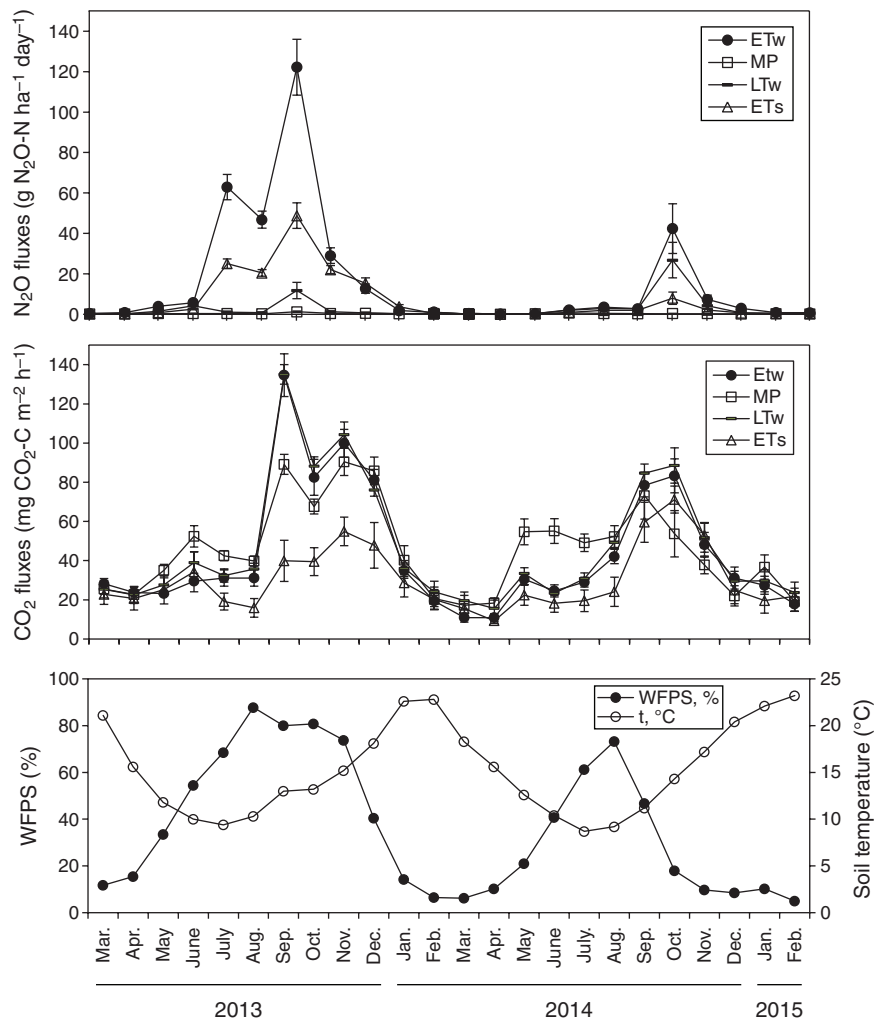 N₂O fluxes (g N₂O-N ha⁻¹ day⁻¹)
140
120
100
80
60
40
20
0
ETw
MP
LTw
ETs
CO₂ fluxes (mg CO₂-C m⁻² h⁻¹)
140
120
100
80
60
40
20
0
Etw
MP
LTw
ETs
WFPS (%)
100
80
60
40
20
0
WFPS, %
t, °C
25
20
15
10
5
0
Soil temperature (°C)
Mar.
Apr.
May
June
July
Aug.
Sep.
Oct.
Nov.
Dec.
Jan.
Feb.
Mar.
Apr.
May
June
July.
Aug.
Sep.
Oct.
Nov.
Dec.
Jan.
Feb.
2013
2014
2015